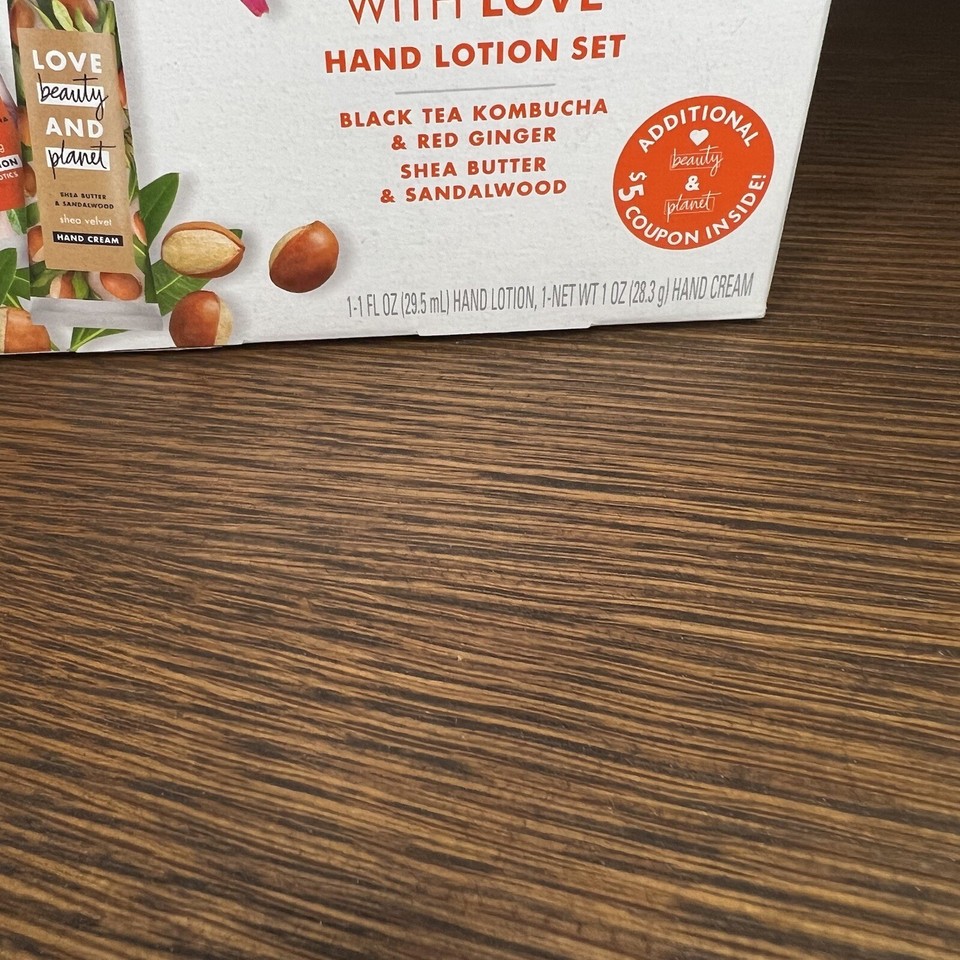 WITH LOVE
HAND LOTION SET
BLACK TEA KOMBUCHA
& RED GINGER
SHEA BUTTER
& SANDALWOOD
ADDITIONAL
beauty
&
planet
$5 COUPON INSIDE!
1-1 FL OZ (29.5 mL) HAND LOTION, 1-NET WT 1 OZ (28.3 g) HAND CREAM
LOVE
beauty
AND
planet
SHEA BUTTER
& SANDALWOOD
shea velvet
HAND CREAM